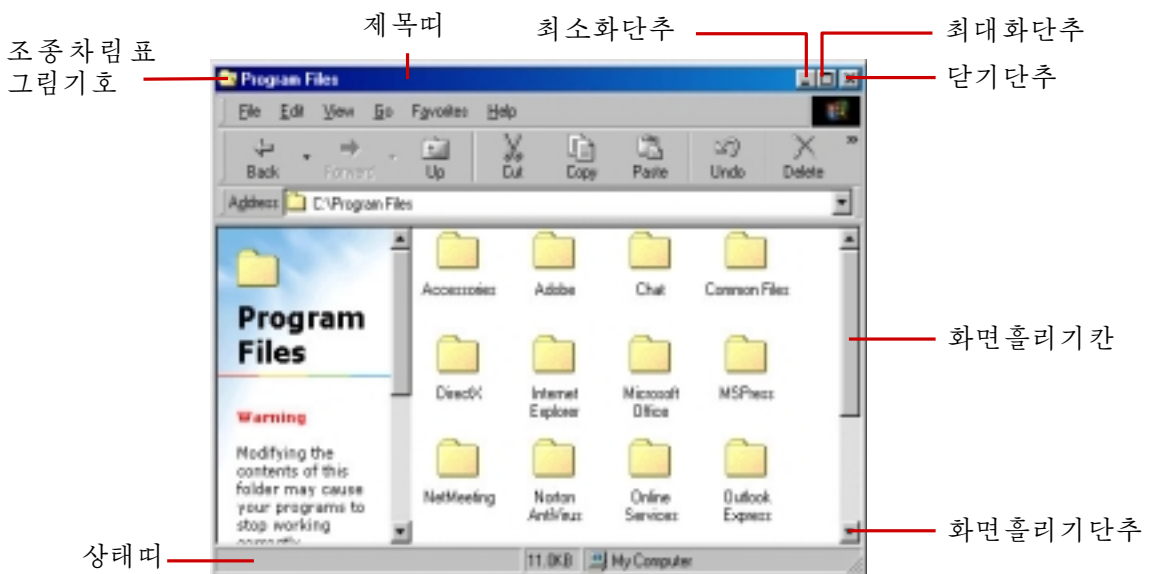 제목띠
최소화단추
최대화단추
조종차림표
그림기호
닫기단추
Program Files
File Edit View Go Favorites Help
Back Forward Up Cut Copy Paste Undo Delete »
Address C:\Program Files
Program
Files
Warning
Modifying the
contents of this
folder may cause
your programs to
stop working
correctly
Accessories Adobe Chat Common Files
DirectX Internet Explorer Microsoft Office MSPress
NetMeeting Norton AntiVirus Online Services Outlook Express
화면흘리기칸
화면흘리기단추
상태띠
11.0KB My Computer